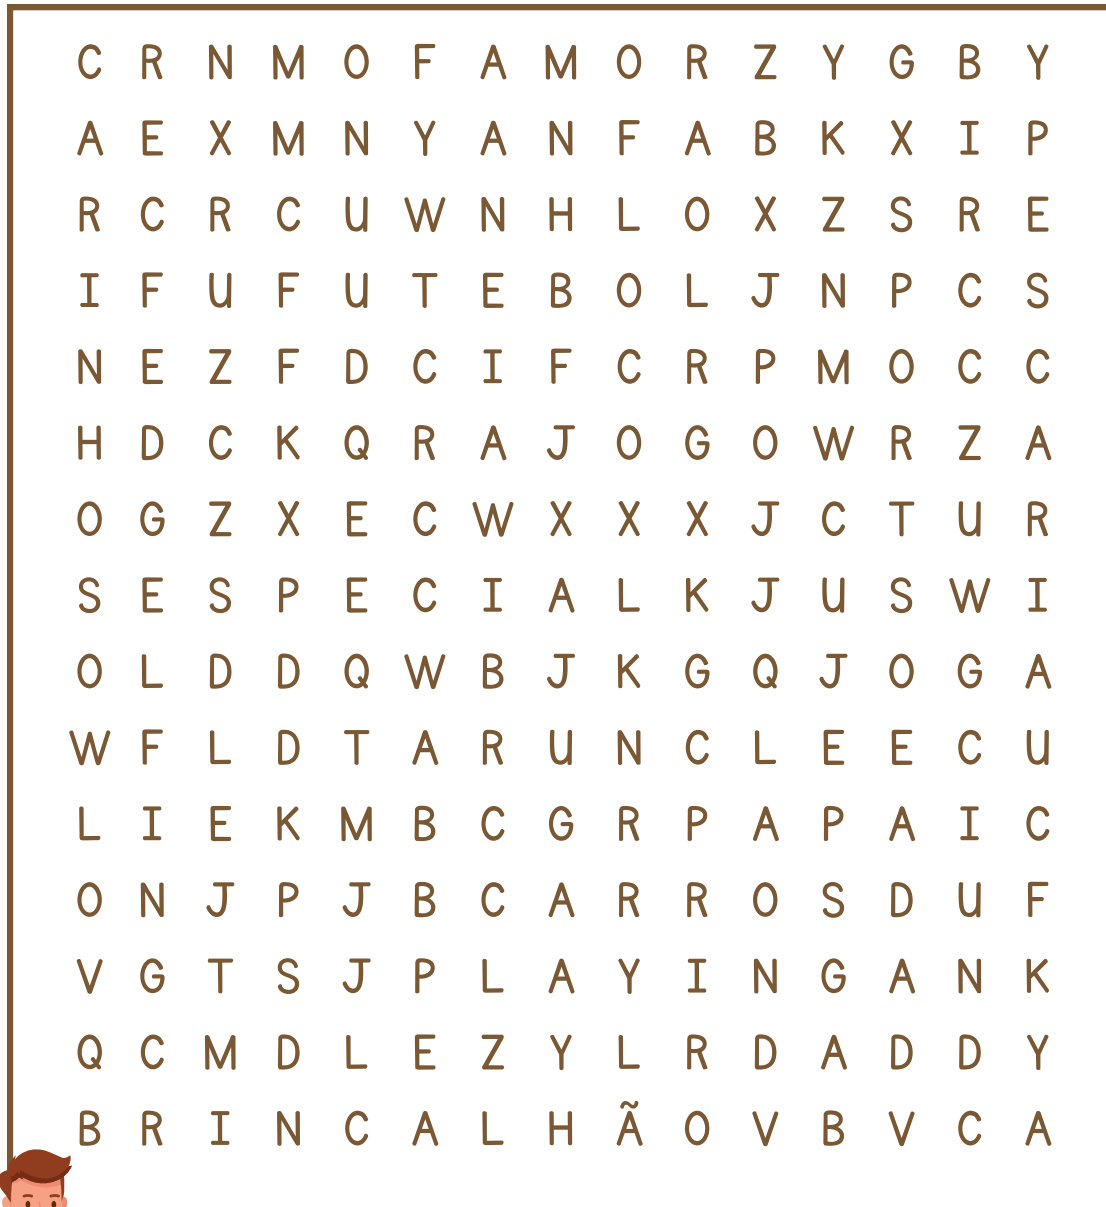 C R N M O F A M O R Z Y G B Y
A E X M N Y A N F A B K X I P
R C R C U W N H L O X Z S R E
I F U F U T E B O L J N P C S
N E Z F D C I F C R P M O C C
H D C K Q R A J O G O W R Z A
O G Z X E C W X X X J C T U R
S E S P E C I A L K J U S W I
O L D D Q W B J K G Q J O G A
W F L D T A R U N C L E E C U
L I E K M B C G R P A P A I C
O N J P J B C A R R O S D U F
V G T S J P L A Y I N G A N K
Q C M D L E Z Y L R D A D D Y
B R I N C A L H Ã O V B V C A